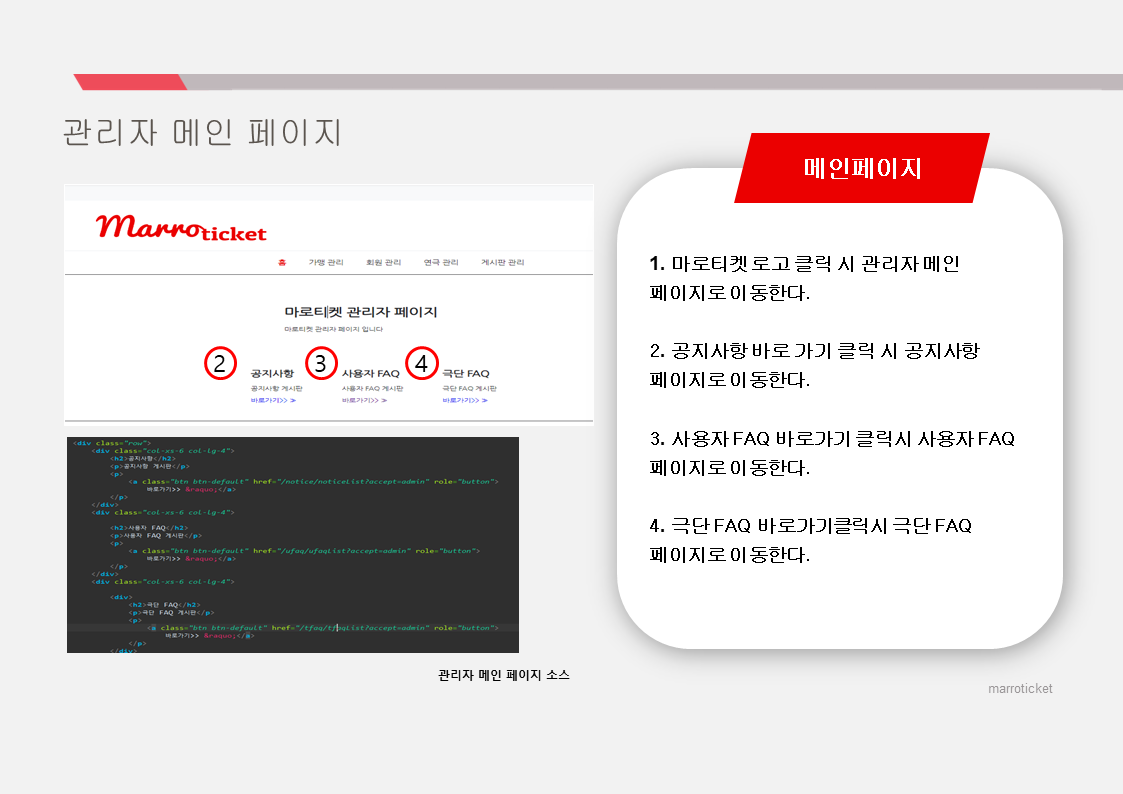 관리자 메인 페이지
메인페이지
Marroticket
홈 가맹 관리 회원 관리 연극 관리 게시판 관리
마로티켓 관리자 페이지
마로티켓 관리자 페이지 입니다
② ③ ④
공지사항 사용자 FAQ 극단 FAQ
공지사항 게시판 사용자 FAQ 게시판 극단 FAQ 게시판
바로가기>> ≫ 바로가기>> ≫ 바로가기>> ≫
<div class="row">
<div class="col-xs-6 col-lg-4">
<h2>공지사항</h2>
<p>공지사항 게시판</p>
<p>
<a class="btn btn-default" href="/notice/noticeList?accept=admin" role="button">
바로가기>> &raquo;</a>
</p>
</div>
<div class="col-xs-6 col-lg-4">
<h2>사용자 FAQ</h2>
<p>사용자 FAQ 게시판</p>
<p>
<a class="btn btn-default" href="/ufaq/ufaqList?accept=admin" role="button">
바로가기>> &raquo;</a>
</p>
</div>
<div class="col-xs-6 col-lg-4">
<div>
<h2>극단 FAQ</h2>
<p>극단 FAQ 게시판</p>
<p>
<a class="btn btn-default" href="/tfaq/tfaqList?accept=admin" role="button">
바로가기>> &raquo;</a>
</p>
</div>
관리자 메인 페이지 소스
1. 마로티켓 로고 클릭 시 관리자 메인
페이지로 이동한다.
2. 공지사항 바로 가기 클릭 시 공지사항
페이지로 이동한다.
3. 사용자 FAQ 바로가기 클릭시 사용자 FAQ
페이지로 이동한다.
4. 극단 FAQ 바로가기클릭시 극단 FAQ
페이지로 이동한다.
marroticket